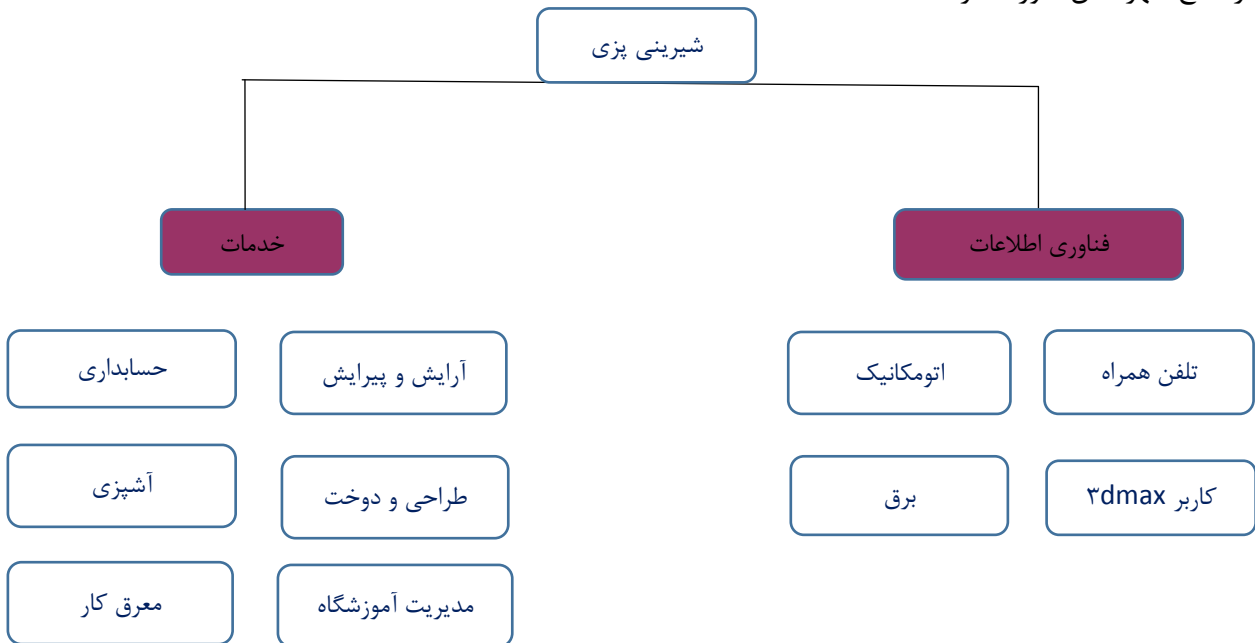 شیرینی پزی
فناوری اطلاعات
خدمات
تلفن همراه
اتومکانیک
آرایش و پیرایش
حسابداری
کاربر ۳dmax
برق
طراحی و دوخت
آشپزی
مدیریت آموزشگاه
معرق کار